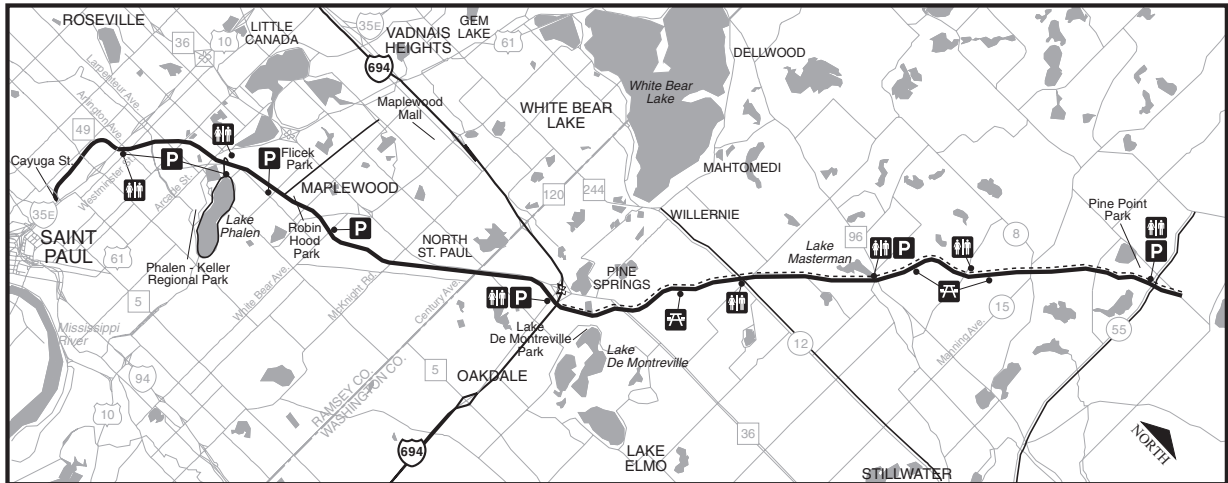 ROSEVILLE
36
10
LITTLE
CANADA
35E
VADNAIS
HEIGHTS
GEM
LAKE
61
694
DELLWOOD
Larpenteur Ave.
Arlington Ave.
49
Maplewood
Mall
White Bear
Lake
WHITE BEAR
LAKE
Cayuga St.
Westminster St.
P
Arcade St.
P
Flicek
Park
MAPLEWOOD
MAHTOMEDI
120
244
WILLERNIE
35E
SAINT
PAUL
61
Lake
Phalen
Robin
Hood
Park
P
NORTH
ST. PAUL
Phalen - Keller
Regional Park
White Bear Ave.
McKnight Rd.
Century Ave.
PINE
SPRINGS
Lake
Masterman
96
P
8
Pine Point
Park
P
5
P
Lake
De Montreville
Park
Lake
De Montreville
15
Manning Ave.
55
12
Mississippi
River
94
10
RAMSEY CO.
WASHINGTON CO.
5
OAKDALE
694
36
LAKE
ELMO
STILLWATER
NORTH